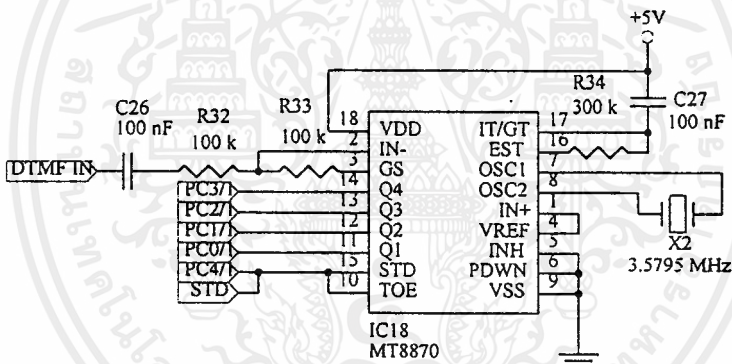 +5V
R34
300 k
C27
100 nF
C26
100 nF
R32
100 k
R33
100 k
DTMF IN
18 VDD
2 IN-
3 GS
14 Q4
13 Q3
12 Q2
11 Q1
15 STD
10 TOE
IT/GT 17
EST 16
OSC1 7
OSC2 8
IN+ 1
VREF 4
INH 5
PDWN 6
VSS 9
PC3/1
PC2/1
PC1/1
PC0/1
PC4/1
STD
X2
3.5795 MHz
IC18
MT8870